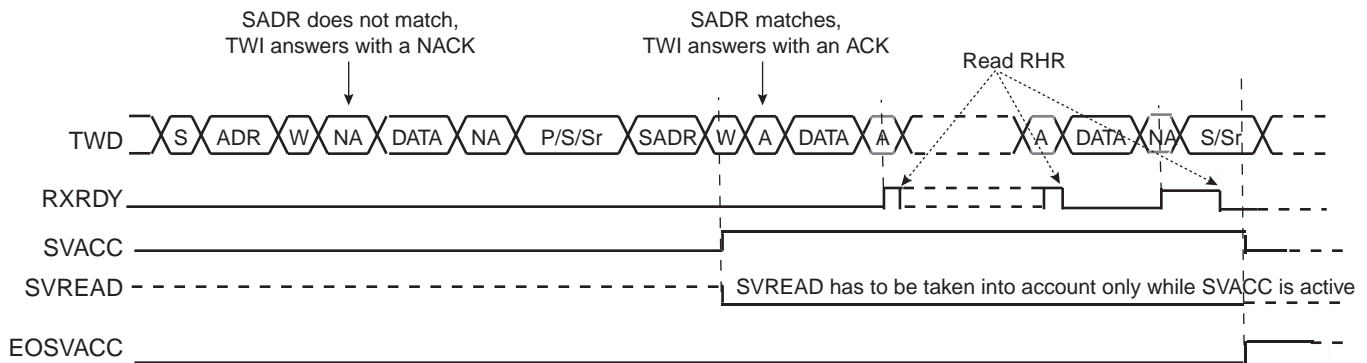 SADR does not match,
TWI answers with a NACK
SADR matches,
TWI answers with an ACK
Read RHR
TWD S ADR W NA DATA NA P/S/Sr SADR W A DATA A A DATA NA S/Sr
RXRDY
SVACC
SVREAD SVREAD has to be taken into account only while SVACC is active
EOSVACC